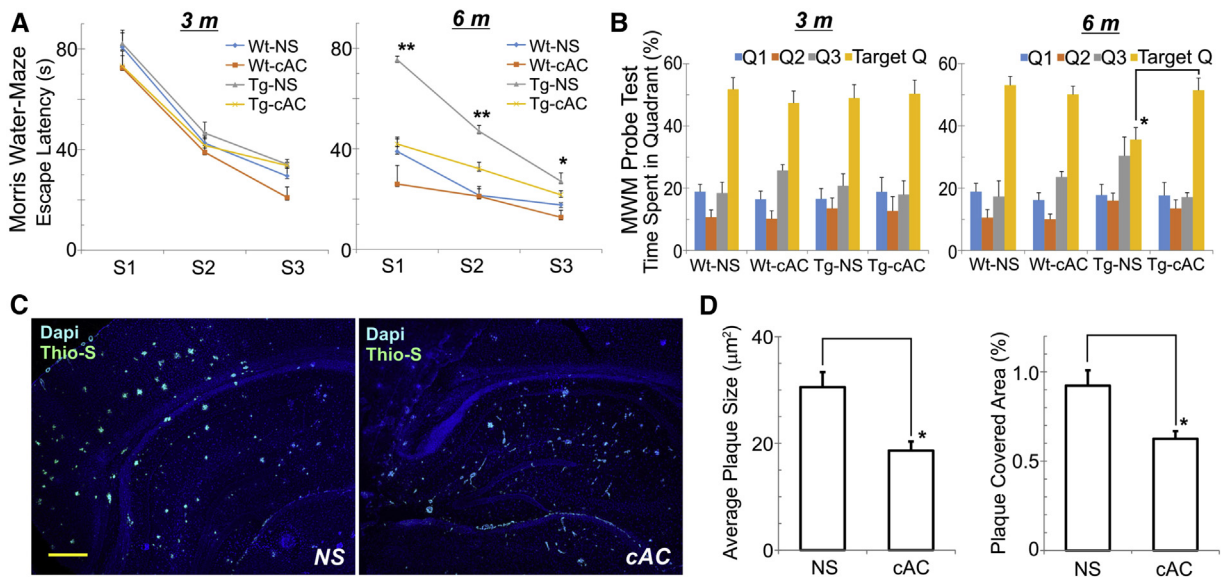 A
3 m
6 m
Morris Water-Maze
Escape Latency (s)
80
40
0
S1
S2
S3
Wt-NS
Wt-cAC
Tg-NS
Tg-cAC
80
40
0
S1
S2
S3
**
**
*
Wt-NS
Wt-cAC
Tg-NS
Tg-cAC
B
3 m
6 m
MWM Probe Test
Time Spent in Quadrant (%)
60
40
20
0
Q1 Q2 Q3 Target Q
Wt-NS Wt-cAC Tg-NS Tg-cAC
60
40
20
0
Q1 Q2 Q3 Target Q
*
Wt-NS Wt-cAC Tg-NS Tg-cAC
C
Dapi
Thio-S
NS
Dapi
Thio-S
cAC
D
Average Plaque Size (μm²)
40
20
0
*
NS cAC
Plaque Covered Area (%)
1.0
0.5
0
*
NS cAC